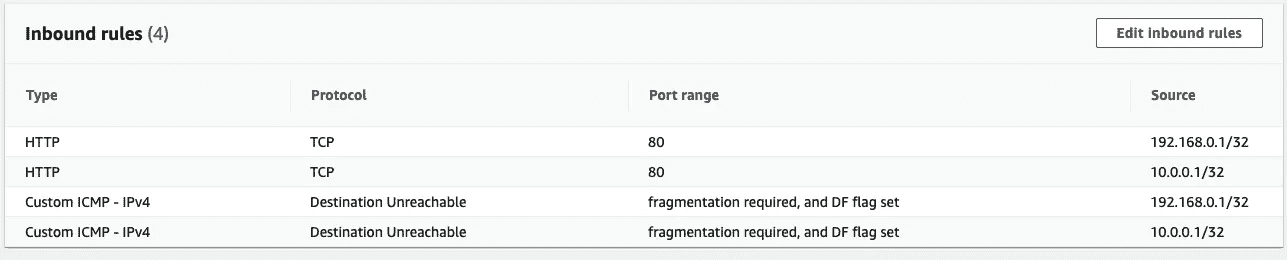 Inbound rules (4) Edit inbound rules
Type Protocol Port range Source
HTTP TCP 80 192.168.0.1/32
HTTP TCP 80 10.0.0.1/32
Custom ICMP - IPv4 Destination Unreachable fragmentation required, and DF flag set 192.168.0.1/32
Custom ICMP - IPv4 Destination Unreachable fragmentation required, and DF flag set 10.0.0.1/32